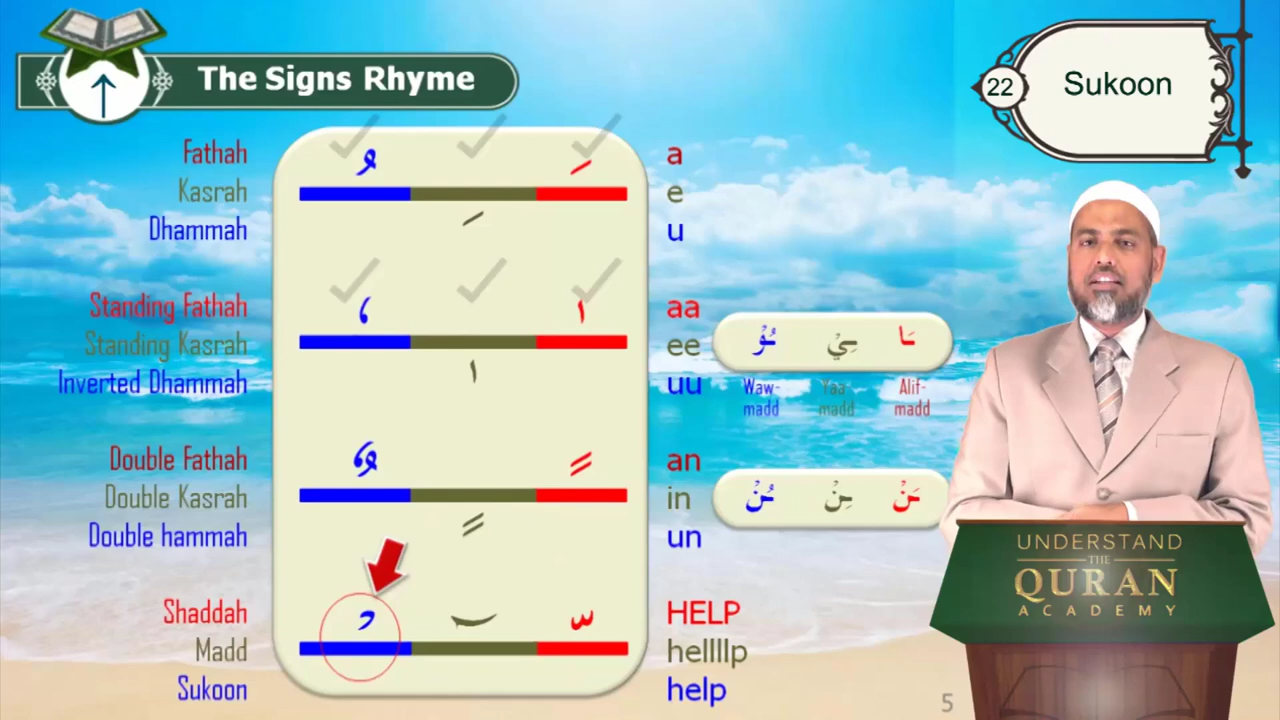 The Signs Rhyme
22 Sukoon
Fathah
Kasrah
Dhammah
a
e
u
Standing Fathah
Standing Kasrah
Inverted Dhammah
aa
ee
uu
ـُوْ ـِيْ ـَا
Waw-madd
Yaa-madd
Alif-madd
Double Fathah
Double Kasrah
Double hammah
an
in
un
ـُنْ ـِنْ ـَنْ
Shaddah
Madd
Sukoon
HELP
hellllp
help
UNDERSTAND
THE
QURAN
ACADEMY
5